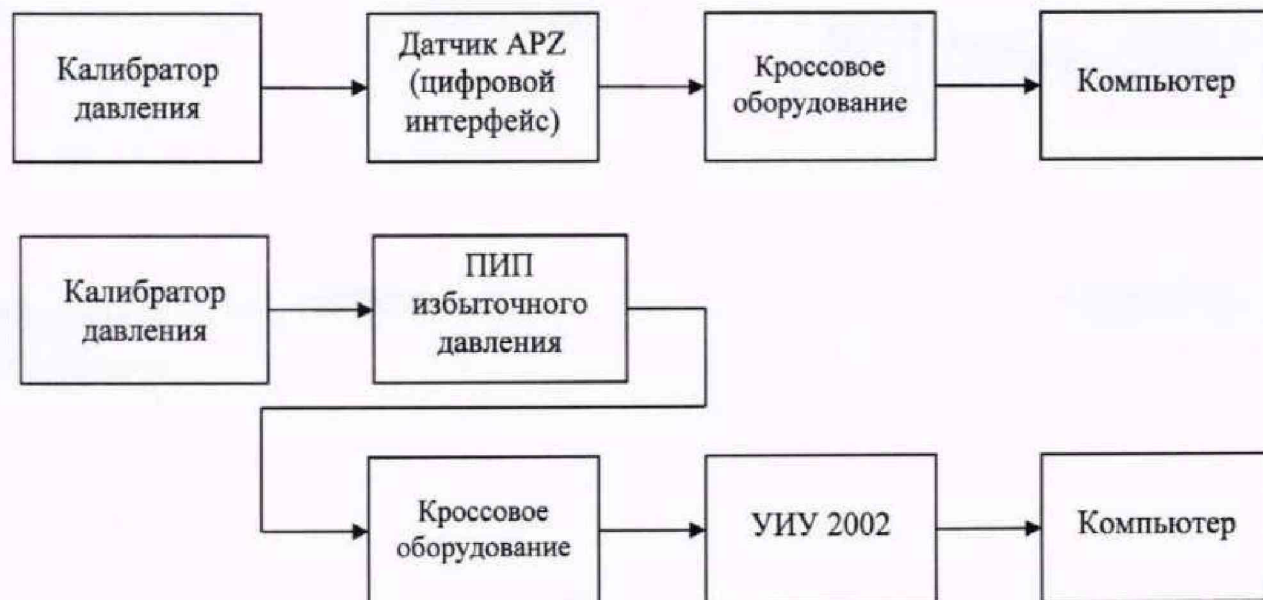 Калибратор
давления
Датчик APZ
(цифровой
интерфейс)
Кроссовое
оборудование
Компьютер
Калибратор
давления
ПИП
избыточного
давления
Кроссовое
оборудование
УИУ 2002
Компьютер